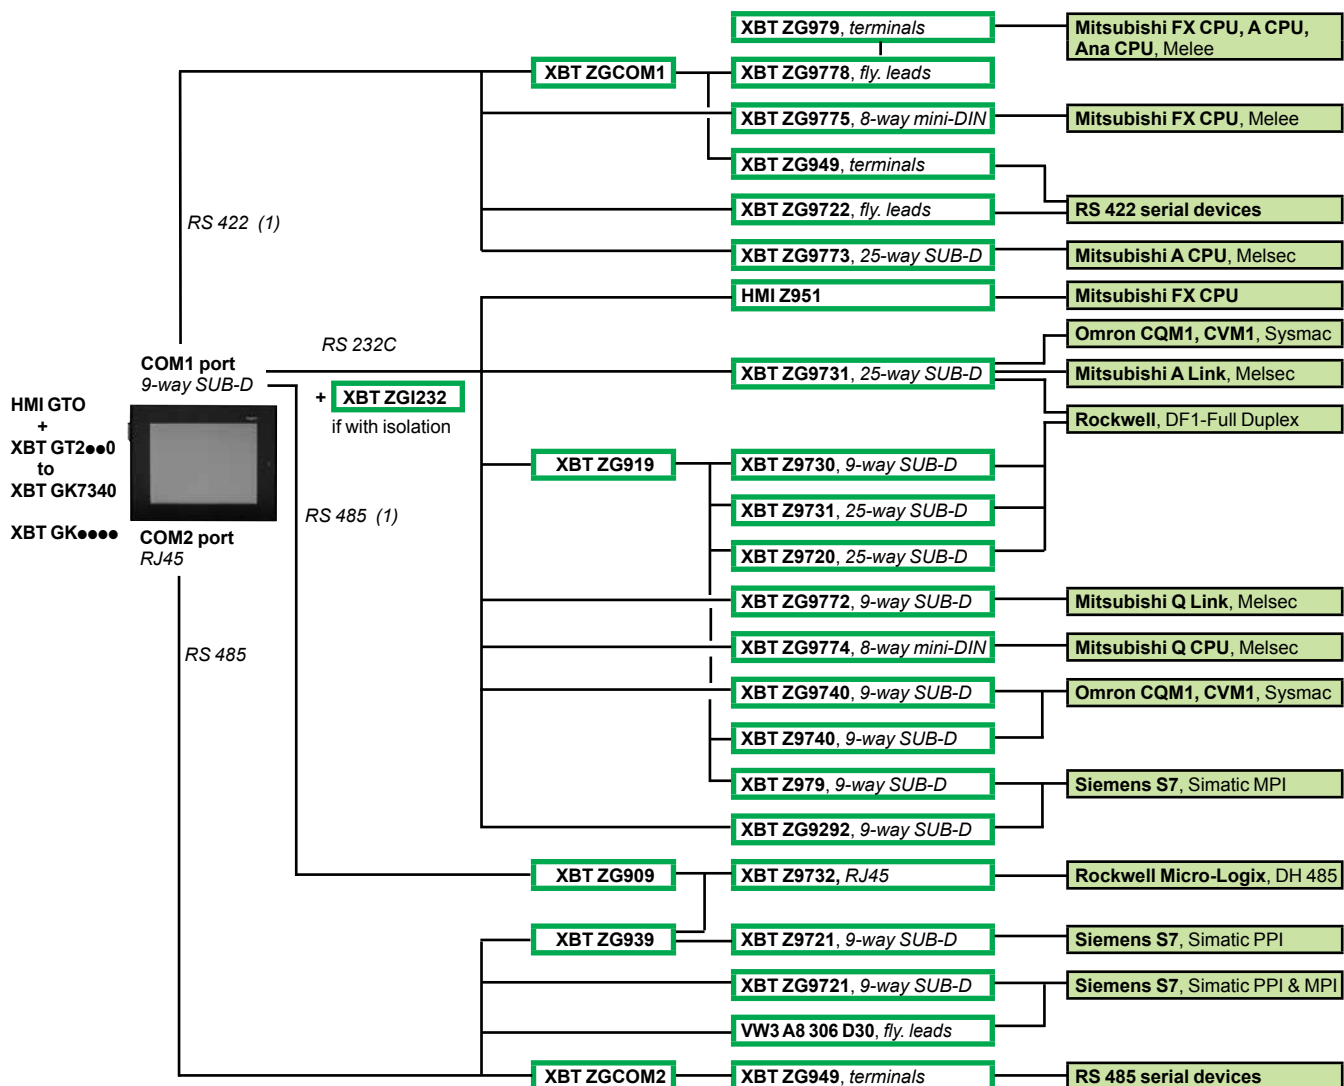 XBT ZG979, terminals
Mitsubishi FX CPU, A CPU,
Ana CPU, Melee
XBT ZGCOM1
XBT ZG9778, fly. leads
XBT ZG9775, 8-way mini-DIN
Mitsubishi FX CPU, Melee
XBT ZG949, terminals
RS 422 (1)
XBT ZG9722, fly. leads
RS 422 serial devices
XBT ZG9773, 25-way SUB-D
Mitsubishi A CPU, Melsec
HMI Z951
Mitsubishi FX CPU
Omron CQM1, CVM1, Sysmac
RS 232C
COM1 port
9-way SUB-D
XBT ZG9731, 25-way SUB-D
Mitsubishi A Link, Melsec
+ XBT ZGI232
if with isolation
Rockwell, DF1-Full Duplex
HMI GTO
+
XBT GT2●●0
to
XBT GK7340
XBT GK●●●●
XBT ZG919
XBT Z9730, 9-way SUB-D
XBT Z9731, 25-way SUB-D
RS 485 (1)
COM2 port
RJ45
XBT Z9720, 25-way SUB-D
XBT ZG9772, 9-way SUB-D
Mitsubishi Q Link, Melsec
RS 485
XBT ZG9774, 8-way mini-DIN
Mitsubishi Q CPU, Melsec
XBT ZG9740, 9-way SUB-D
Omron CQM1, CVM1, Sysmac
XBT Z9740, 9-way SUB-D
XBT Z979, 9-way SUB-D
Siemens S7, Simatic MPI
XBT ZG9292, 9-way SUB-D
XBT ZG909
XBT Z9732, RJ45
Rockwell Micro-Logix, DH 485
XBT ZG939
XBT Z9721, 9-way SUB-D
Siemens S7, Simatic PPI
XBT ZG9721, 9-way SUB-D
Siemens S7, Simatic PPI & MPI
VW3 A8 306 D30, fly. leads
XBT ZGCOM2
XBT ZG949, terminals
RS 485 serial devices